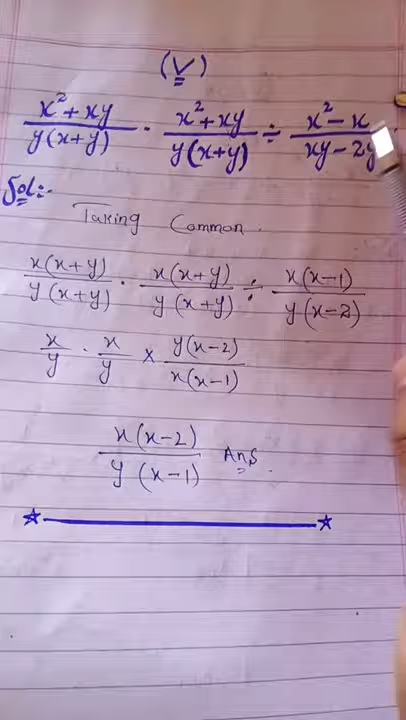 (V)
x² + xy / y(x+y) · x² + xy / y(x+y) ÷ x² - x / xy - 2y
Sol:-
Taking Common.
x(x+y) / y(x+y) · x(x+y) / y(x+y) ÷ x(x-1) / y(x-2)
x / y · x / y × y(x-2) / x(x-1)
x(x-2) / y(x-1) Ans.